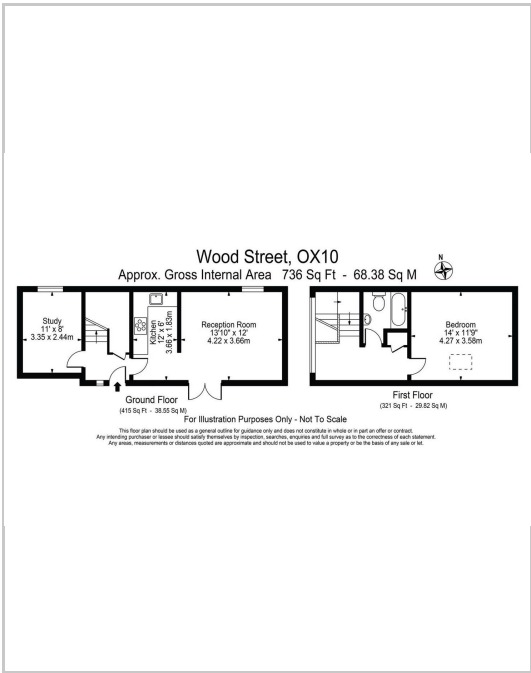 Wood Street, OX10
Approx. Gross Internal Area 736 Sq Ft - 68.38 Sq M
N
Study
11' x 8'
3.35 x 2.44m
Kitchen
12' x 6'
3.66 x 1.83m
Reception Room
13'10" x 12'
4.22 x 3.66m
Bedroom
14' x 11'9"
4.27 x 3.58m
Ground Floor
(415 Sq Ft - 38.55 Sq M)
First Floor
(321 Sq Ft - 29.82 Sq M)
For Illustration Purposes Only - Not To Scale
This floor plan should be used as a general outline for guidance only and does not constitute in whole or in part an offer or contract.
Any intending purchaser or lessee should satisfy themselves by inspection, searches, enquiries and full survey as to the correctness of each statement.
Any areas, measurements or distances quoted are approximate and should not be used to value a property or be the basis of any sale or let.